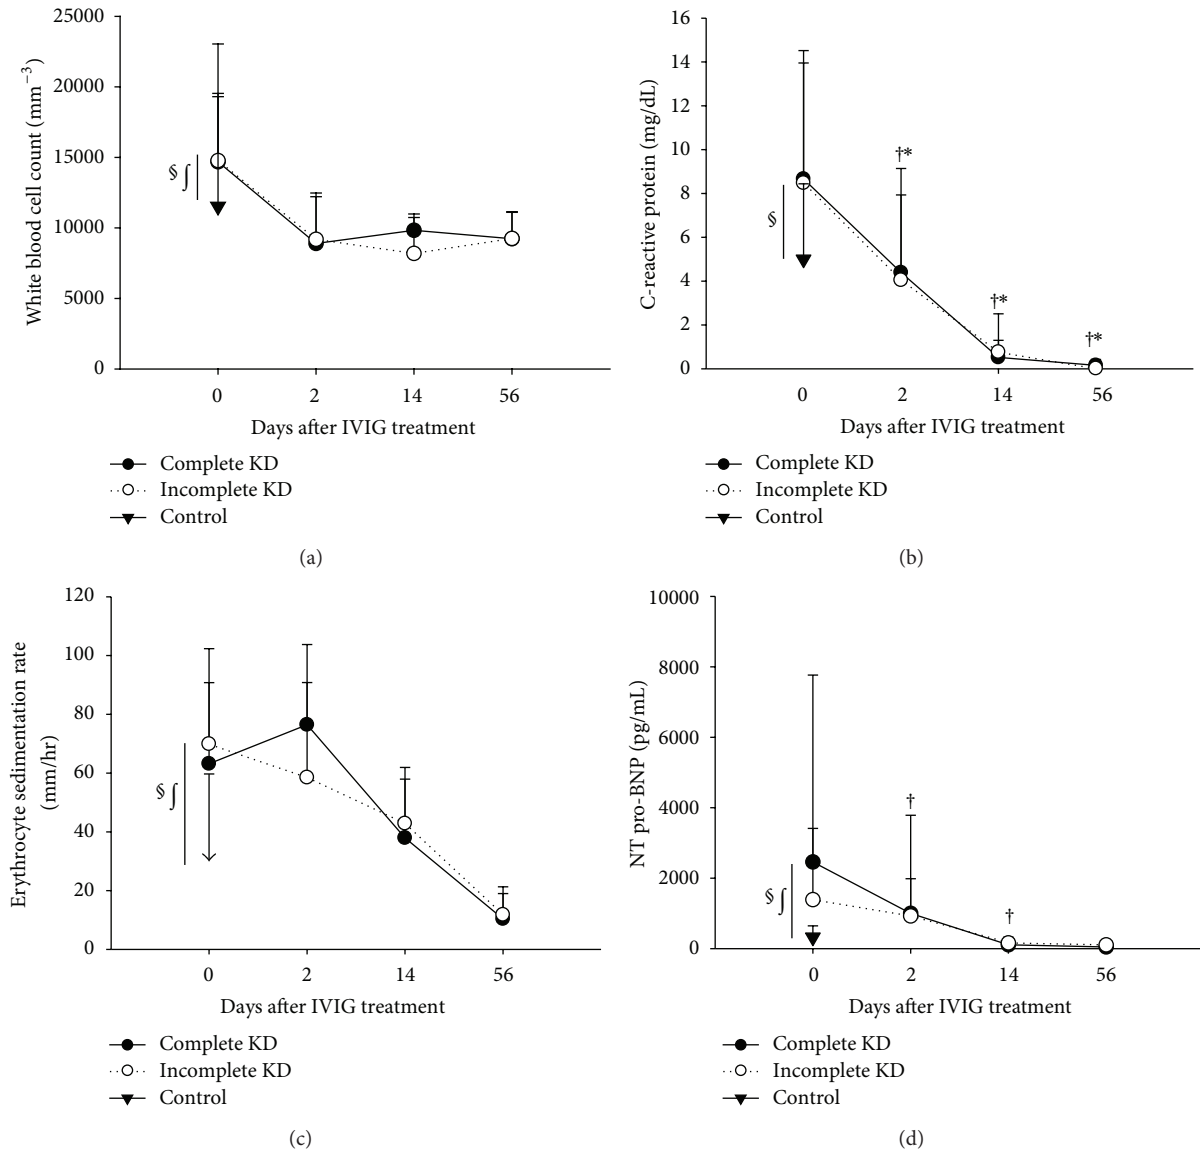 25000
20000
15000
10000
5000
0
White blood cell count (mm⁻³)
§ ∫
0 2 14 56
Days after IVIG treatment
Complete KD
Incomplete KD
Control
(a)
16
14
12
10
8
6
4
2
0
C-reactive protein (mg/dL)
§
†*
†*
†*
0 2 14 56
Days after IVIG treatment
Complete KD
Incomplete KD
Control
(b)
120
100
80
60
40
20
0
Erythrocyte sedimentation rate
(mm/hr)
§ ∫
0 2 14 56
Days after IVIG treatment
Complete KD
Incomplete KD
Control
(c)
10000
8000
6000
4000
2000
0
NT pro-BNP (pg/mL)
§ ∫
†
†
0 2 14 56
Days after IVIG treatment
Complete KD
Incomplete KD
Control
(d)